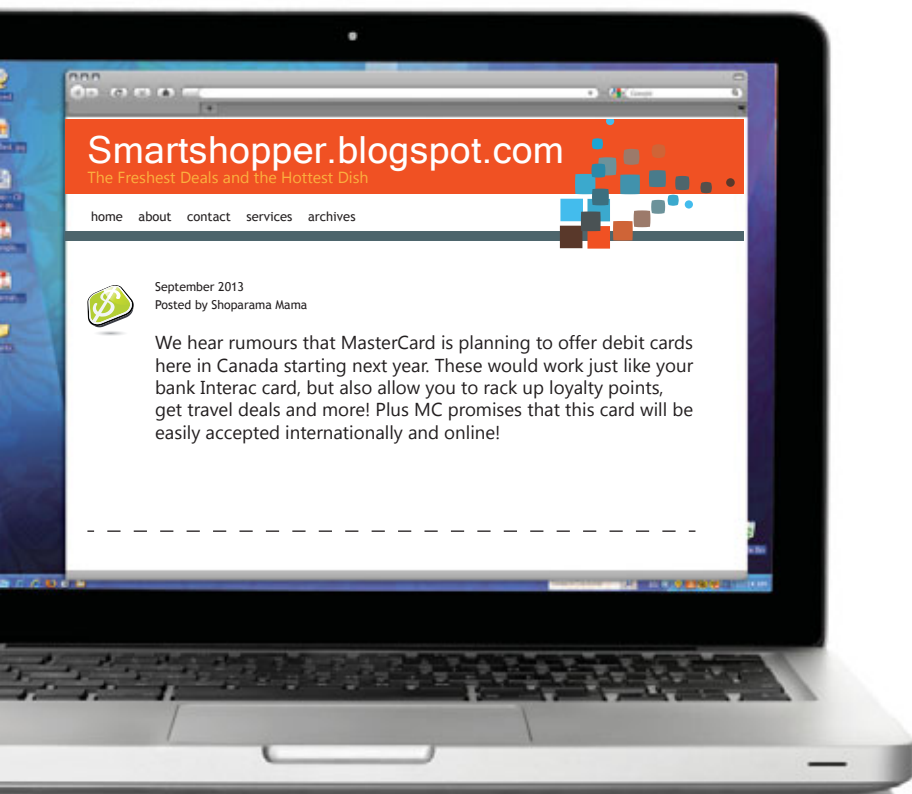 Google
Smartshopper.blogspot.com
The Freshest Deals and the Hottest Dish
home about contact services archives
September 2013
Posted by Shoparama Mama
$
We hear rumours that MasterCard is planning to offer debit cards
here in Canada starting next year. These would work just like your
bank Interac card, but also allow you to rack up loyalty points,
get travel deals and more! Plus MC promises that this card will be
easily accepted internationally and online!